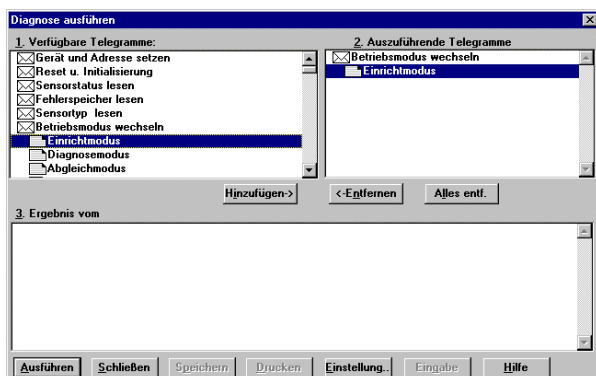 Diagnose ausführen
1. Verfügbare Telegramme:
Gerät und Adresse setzen
Reset u. Initialisierung
Sensorstatus lesen
Fehlerspeicher lesen
Sensortyp lesen
Betriebsmodus wechseln
Einrichtmodus
Diagnosemodus
Abgleichmodus
2. Auszuführende Telegramme
Betriebsmodus wechseln
Einrichtmodus
Hinzufügen-> <-Entfernen Alles entf.
3. Ergebnis vom
Ausführen Schließen Speichern Drucken Einstellung.. Eingabe Hilfe